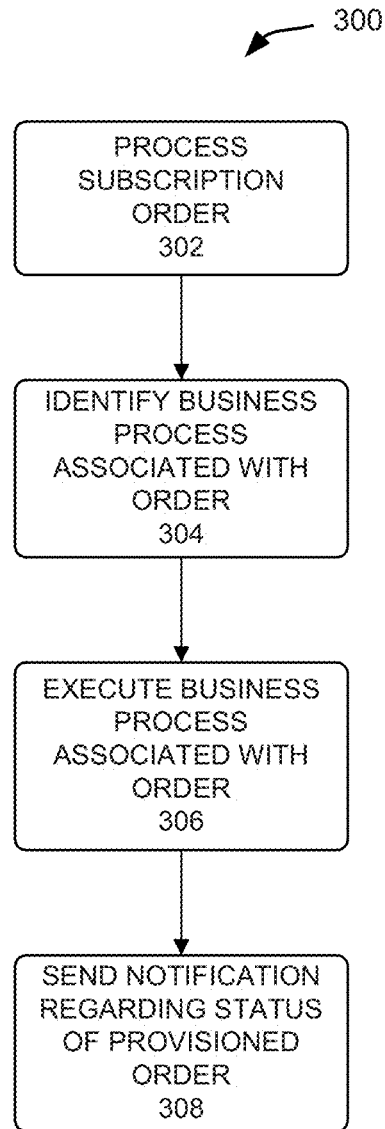 300
PROCESS
SUBSCRIPTION
ORDER
302
IDENTIFY BUSINESS
PROCESS
ASSOCIATED WITH
ORDER
304
EXECUTE BUSINESS
PROCESS
ASSOCIATED WITH
ORDER
306
SEND NOTIFICATION
REGARDING STATUS
OF PROVISIONED
ORDER
308